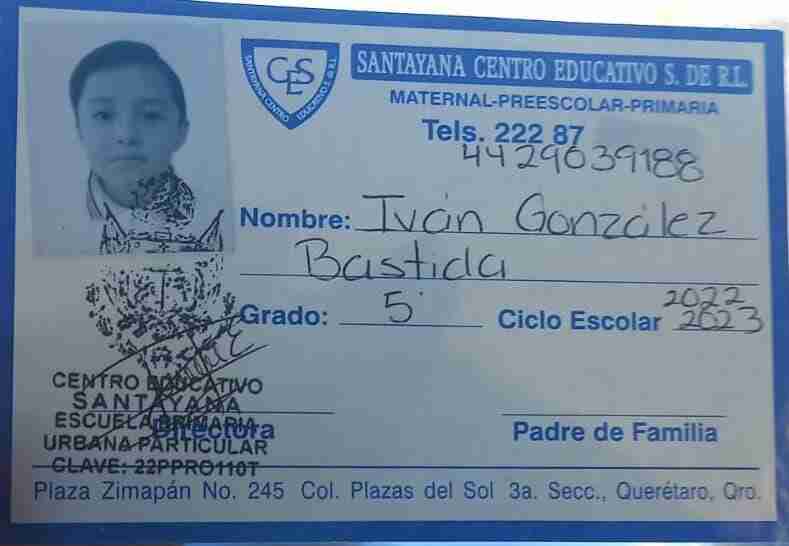 CES
SANTAYANA CENTRO EDUCATIVO S. DE R.L.
SANTAYANA CENTRO EDUCATIVO S. DE R.L.
MATERNAL-PREESCOLAR-PRIMARIA
Tels. 222 87
4429639188
Nombre: Iván González
Bastida
Grado: 5° Ciclo Escolar 2022
2023
CENTRO EDUCATIVO
SANTAYANA
ESCUELA PRIMARIA
Directora Padre de Familia
URBANA PARTICULAR
CLAVE: 22PPRO110T
Plaza Zimapán No. 245 Col. Plazas del Sol 3a. Secc., Querétaro, Qro.